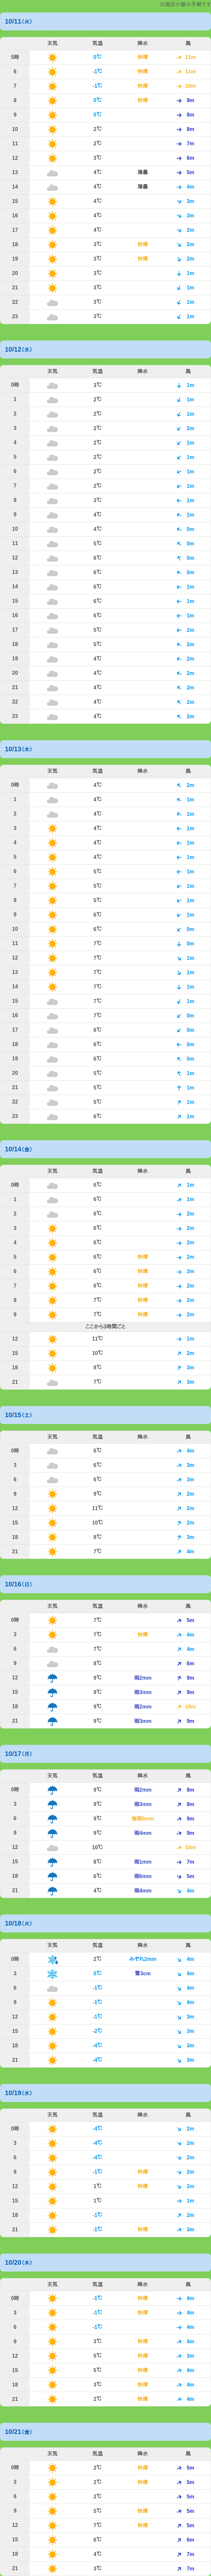 10/11(火)
天気 気温 降水 風
5時 0℃ 快晴 11m
6 -1℃ 快晴 11m
7 -1℃ 快晴 10m
8 0℃ 快晴 9m
9 0℃ 8m
10 2℃ 8m
11 2℃ 7m
12 3℃ 6m
13 4℃ 薄曇 5m
14 4℃ 薄曇 4m
15 4℃ 3m
16 4℃ 3m
17 4℃ 2m
18 3℃ 快晴 2m
19 3℃ 快晴 2m
20 3℃ 1m
21 3℃ 1m
22 3℃ 1m
23 3℃ 1m
10/12(水)
天気 気温 降水 風
0時 3℃ 1m
1 2℃ 1m
2 2℃ 1m
3 2℃ 2m
4 2℃ 1m
5 2℃ 1m
6 2℃ 1m
7 2℃ 1m
8 3℃ 1m
9 4℃ 1m
10 4℃ 0m
11 5℃ 0m
12 6℃ 0m
13 6℃ 0m
14 6℃ 1m
15 6℃ 1m
16 6℃ 1m
17 5℃ 2m
18 5℃ 2m
19 4℃ 2m
20 4℃ 2m
21 4℃ 2m
22 4℃ 2m
23 4℃ 2m
10/13(木)
天気 気温 降水 風
0時 4℃ 2m
1 4℃ 1m
2 4℃ 1m
3 4℃ 1m
4 4℃ 1m
5 4℃ 1m
6 5℃ 1m
7 5℃ 1m
8 5℃ 1m
9 6℃ 1m
10 6℃ 0m
11 7℃ 0m
12 7℃ 1m
13 7℃ 1m
14 7℃ 1m
15 7℃ 1m
16 7℃ 0m
17 6℃ 0m
18 6℃ 0m
19 6℃ 0m
20 5℃ 1m
21 5℃ 1m
22 5℃ 1m
23 6℃ 1m
10/14(金)
天気 気温 降水 風
0時 6℃ 1m
1 6℃ 1m
2 6℃ 2m
3 6℃ 2m
4 6℃ 2m
5 6℃ 快晴 2m
6 6℃ 快晴 2m
7 6℃ 快晴 2m
8 7℃ 快晴 2m
9 7℃ 快晴 2m
ここから3時間ごと
12 11℃ 1m
15 10℃ 2m
18 8℃ 3m
21 7℃ 3m
10/15(土)
天気 気温 降水 風
0時 6℃ 4m
3 6℃ 3m
6 6℃ 3m
9 9℃ 2m
12 11℃ 2m
15 10℃ 2m
18 8℃ 3m
21 7℃ 4m
10/16(日)
天気 気温 降水 風
0時 7℃ 5m
3 7℃ 快晴 4m
6 7℃ 4m
9 8℃ 6m
12 9℃ 雨2mm 9m
15 9℃ 雨3mm 9m
18 9℃ 雨2mm 10m
21 9℃ 雨3mm 9m
10/17(月)
天気 気温 降水 風
0時 9℃ 雨2mm 8m
3 9℃ 雨3mm 8m
6 9℃ 9m
9 9℃ 雨4mm 9m
12 10℃ 10m
15 8℃ 雨1mm 7m
18 6℃ 雨5mm 5m
21 4℃ 雨4mm 4m
10/18(火)
天気 気温 降水 風
0時 2℃ みぞれ2mm 4m
3 0℃ 雪3cm 4m
6 -1℃ 4m
9 -1℃ 4m
12 -1℃ 3m
15 -2℃ 3m
18 -4℃ 3m
21 -4℃ 3m
10/19(水)
天気 気温 降水 風
0時 -4℃ 2m
3 -4℃ 2m
6 -4℃ 2m
9 -1℃ 快晴 2m
12 1℃ 快晴 2m
15 1℃ 1m
18 -1℃ 2m
21 -1℃ 快晴 3m
10/20(木)
天気 気温 降水 風
0時 -1℃ 快晴 4m
3 -1℃ 快晴 4m
6 -1℃ 4m
9 3℃ 快晴 4m
12 5℃ 快晴 3m
15 5℃ 快晴 4m
18 3℃ 快晴 4m
21 2℃ 快晴 4m
10/21(金)
天気 気温 降水 風
0時 2℃ 快晴 5m
3 2℃ 快晴 5m
6 2℃ 5m
9 5℃ 快晴 5m
12 7℃ 快晴 5m
15 6℃ 6m
18 4℃ 7m
21 3℃ 7m